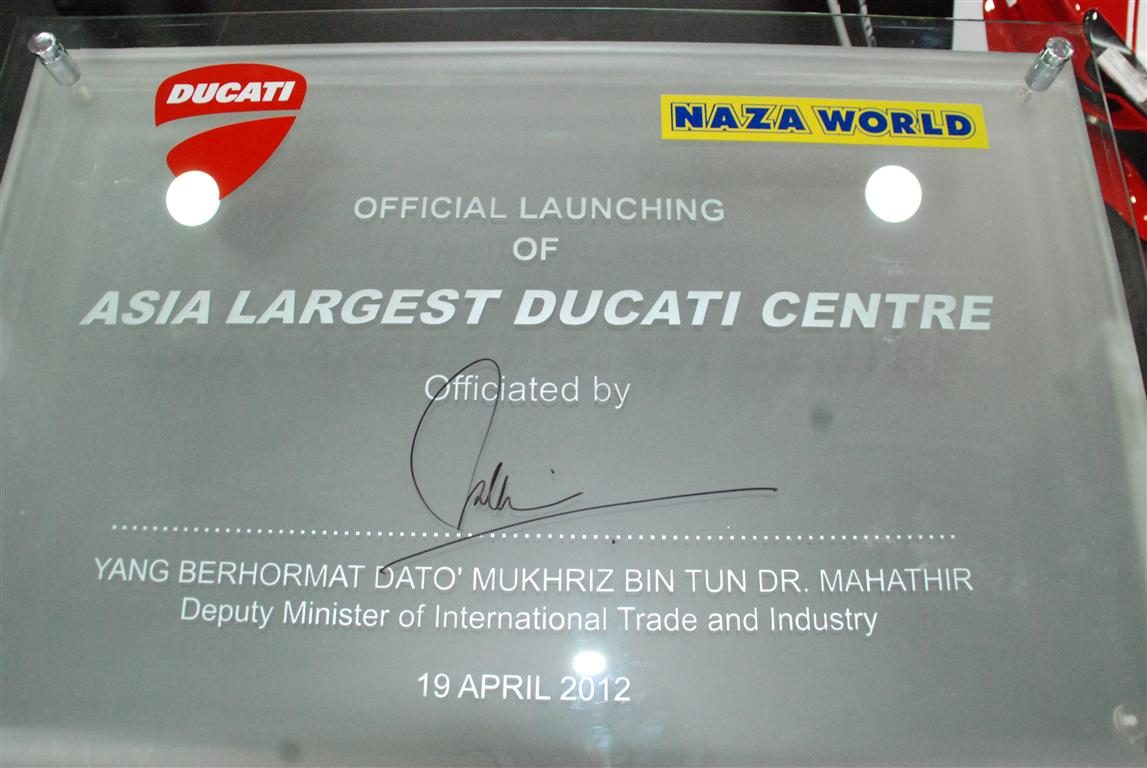 DUCATI
NAZA WORLD
OFFICIAL LAUNCHING
OF
ASIA LARGEST DUCATI CENTRE
Officiated by
YANG BERHORMAT DATO' MUKHRIZ BIN TUN DR. MAHATHIR
Deputy Minister of International Trade and Industry
19 APRIL 2012